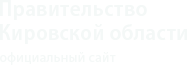 Правительство
Кировской области
официальный сайт